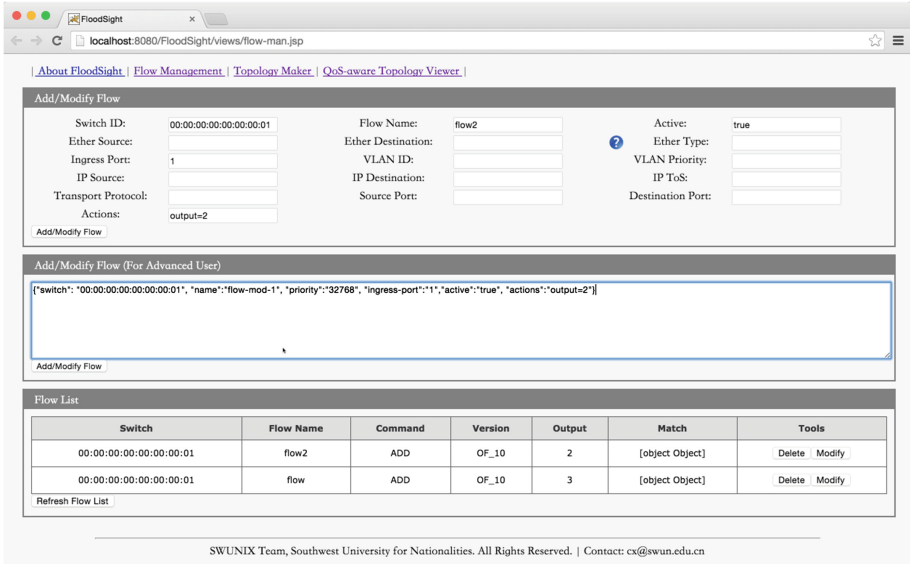 FloodSight
localhost:8080/FloodSight/views/flow-man.jsp
| About FloodSight | Flow Management | Topology Maker | QoS-aware Topology Viewer |
Add/Modify Flow
Switch ID: 00:00:00:00:00:00:00:01 Flow Name: flow2 Active: true
Ether Source: Ether Destination: ? Ether Type:
Ingress Port: 1 VLAN ID: VLAN Priority:
IP Source: IP Destination: IP ToS:
Transport Protocol: Source Port: Destination Port:
Actions: output=2
Add/Modify Flow
Add/Modify Flow (For Advanced User)
{"switch": "00:00:00:00:00:00:00:01", "name":"flow-mod-1", "priority":"32768", "ingress-port":"1","active":"true", "actions":"output=2"}
Add/Modify Flow
Flow List
Switch Flow Name Command Version Output Match Tools
00:00:00:00:00:00:00:01 flow2 ADD OF_10 2 [object Object] Delete Modify
00:00:00:00:00:00:00:01 flow ADD OF_10 3 [object Object] Delete Modify
Refresh Flow List
SWUNIX Team, Southwest University for Nationalities. All Rights Reserved. | Contact: cx@swun.edu.cn